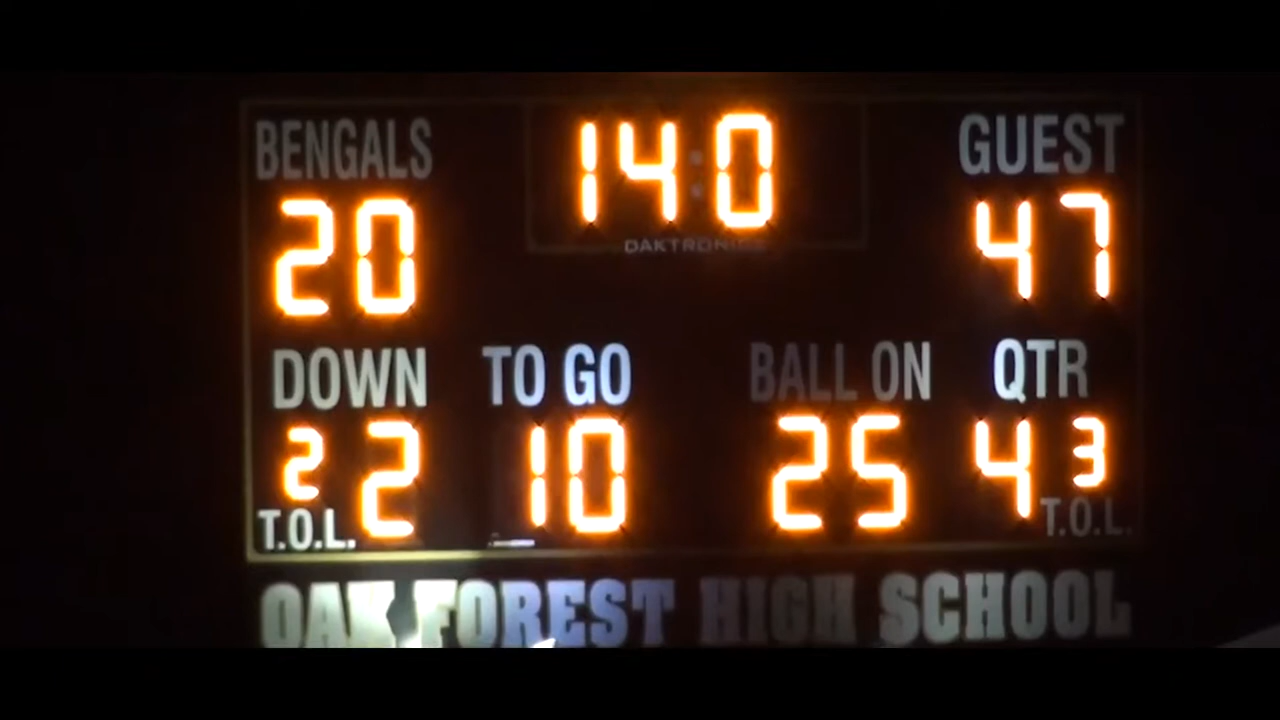 BENGALS 14:0 GUEST
20 DAKTRONICS 47
DOWN TO GO BALL ON QTR
2 2 10 25 4 3
T.O.L. T.O.L.
OAK FOREST HIGH SCHOOL